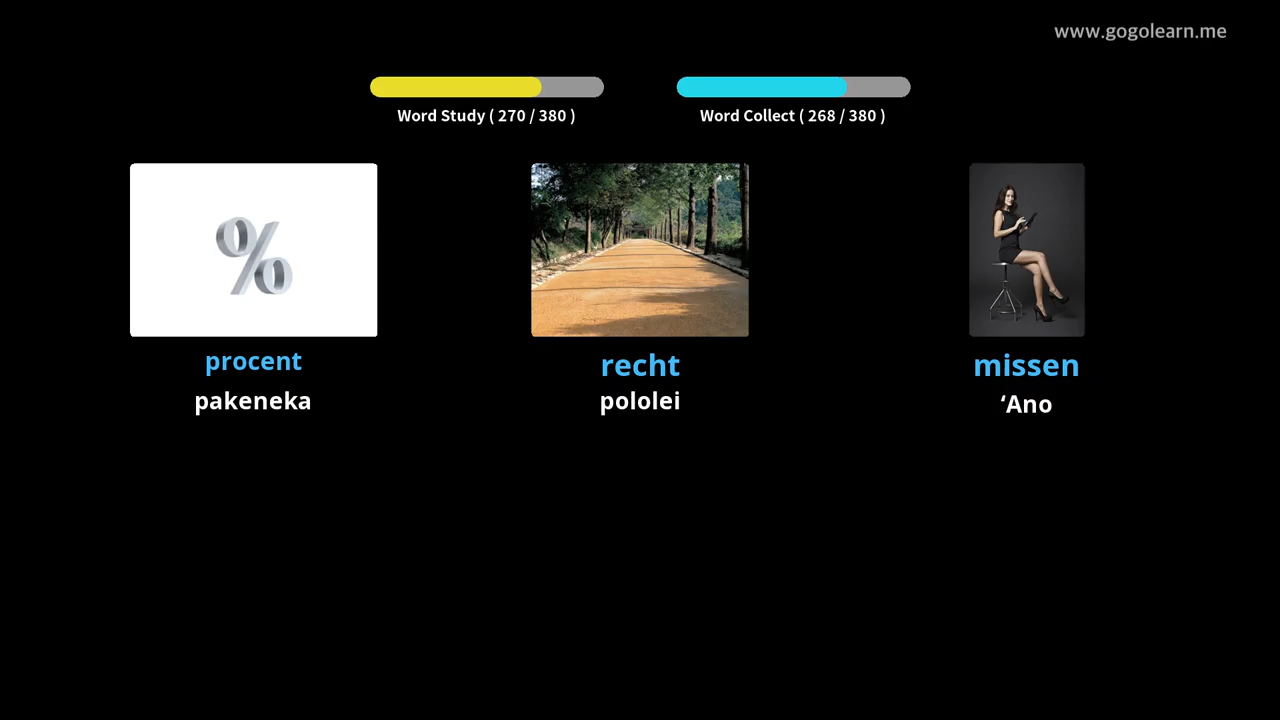 www.gogolearn.me
Word Study ( 270 / 380 )
Word Collect ( 268 / 380 )
%
procent
recht
missen
pakeneka
pololei
‘Ano